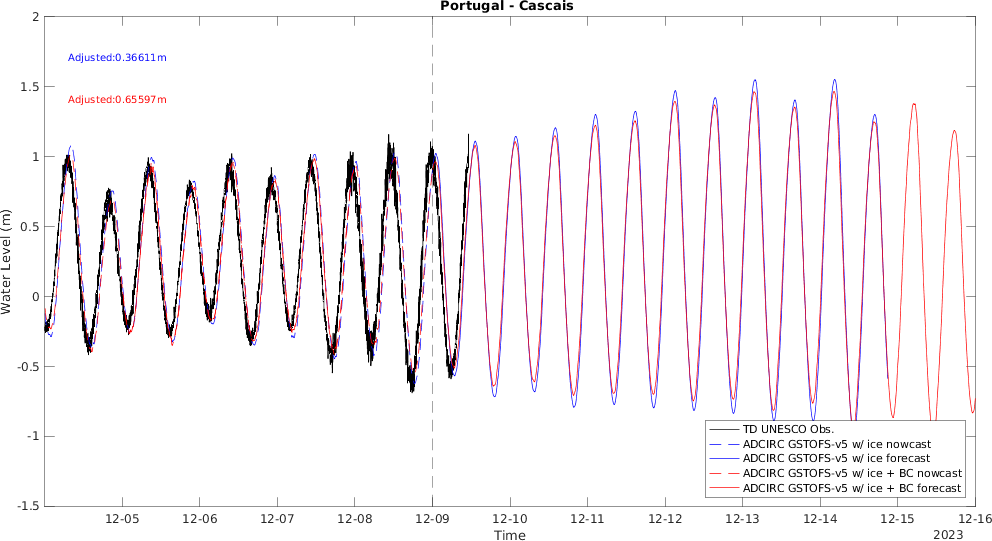 Portugal - Cascais
Adjusted:0.36611m
Adjusted:0.65597m
Water Level (m)
2
1.5
1
0.5
0
-0.5
-1
-1.5
TD UNESCO Obs.
ADCIRC GSTOFS-v5 w/ ice nowcast
ADCIRC GSTOFS-v5 w/ ice forecast
ADCIRC GSTOFS-v5 w/ ice + BC nowcast
ADCIRC GSTOFS-v5 w/ ice + BC forecast
12-05 12-06 12-07 12-08 12-09 12-10 12-11 12-12 12-13 12-14 12-15 12-16
Time
2023